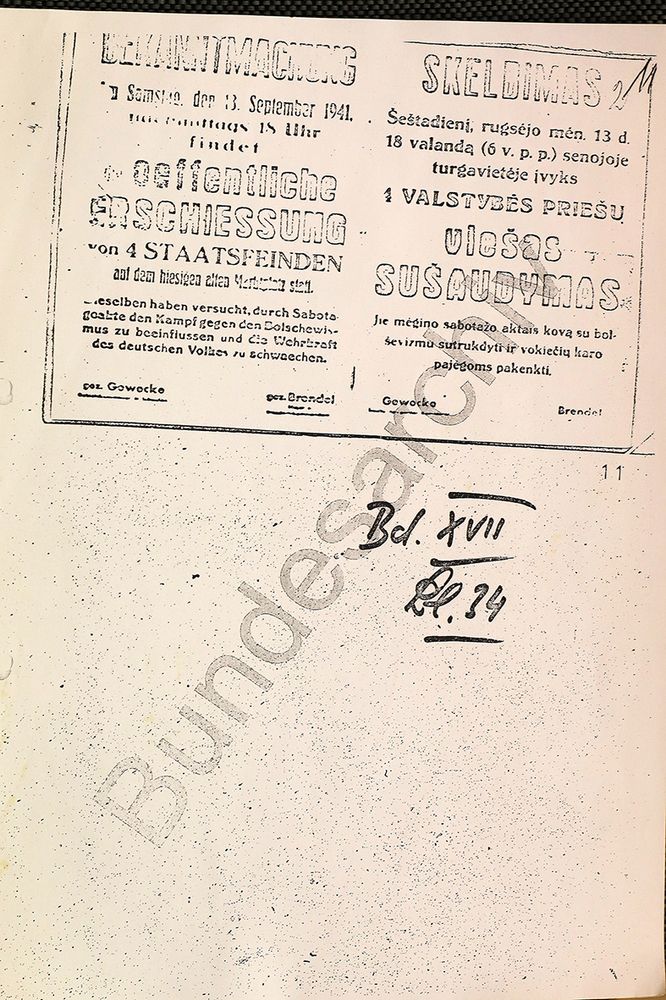 BEKANNTMACHUNG
Samstag, den 13. September 1941,
nachmittags 18 Uhr
findet
oeffentliche
ERSCHIESSUNG
von 4 STAATSFEINDEN
auf dem hiesigen alten Marktplatz statt.
Dieselben haben versucht, durch Sabota-
geakte den Kampf gegen den Bolschewis-
mus zu beeinflussen und die Wehrkraft
des deutschen Volkes zu schwaechen.
gez. Gewecke
gez. Brendel
SKELBIMAS
Šeštadienį, rugsėjo mėn. 13 d.
18 valandą (6 v. p. p.) senojoje
turgavietėje įvyks
4 VALSTYBĖS PRIEŠŲ
viešas
SUŠAUDYMAS
Jie mėgino sabotažo aktais kovą su bol-
ševizmu sutrukdyti ir vokiečių karo
pajėgoms pakenkti.
Gewecke
Brendel
11
Bd. XVII
Bl. 34
Bundesarchiv